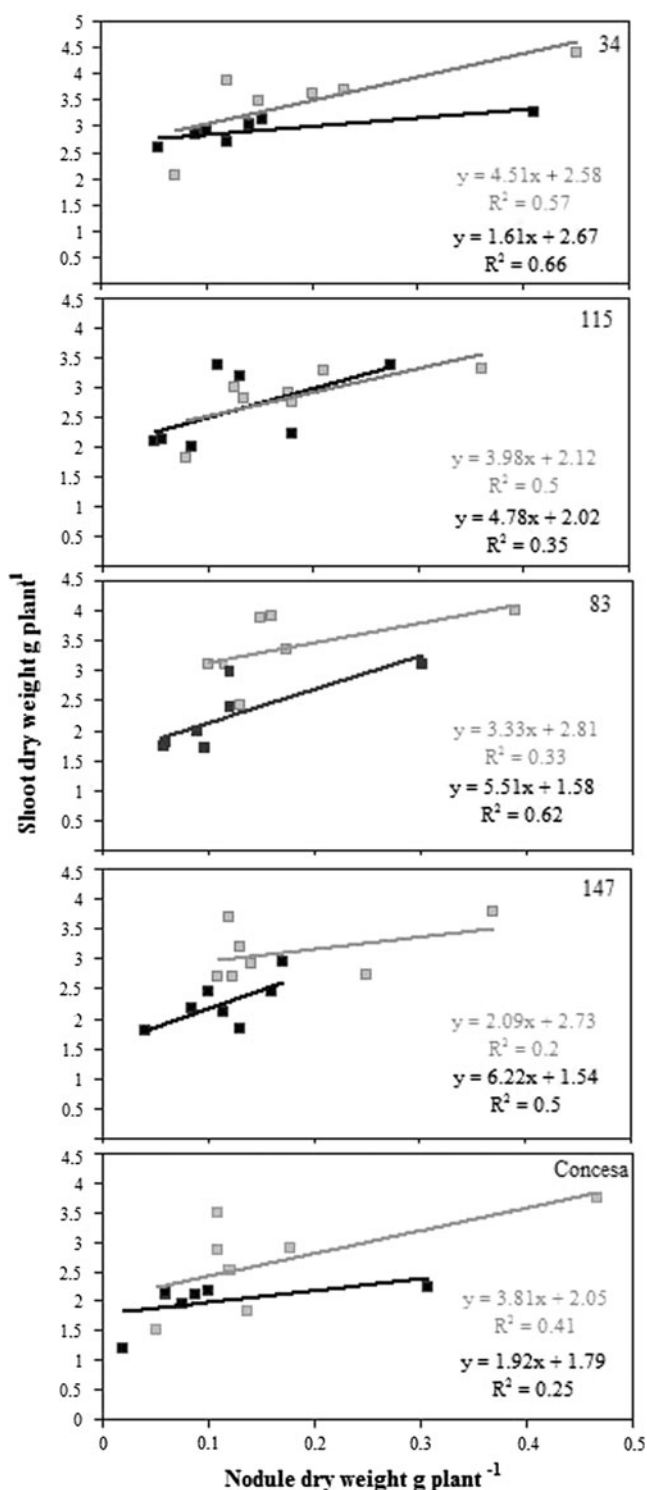 5
4.5
4
3.5
3
2.5
2
1.5
1
0.5
34
y = 4.51x + 2.58
R² = 0.57
y = 1.61x + 2.67
R² = 0.66
4.5
4
3.5
3
2.5
2
1.5
1
0.5
115
y = 3.98x + 2.12
R² = 0.5
y = 4.78x + 2.02
R² = 0.35
Shoot dry weight g plant¹
4.5
4
3.5
3
2.5
2
1.5
1
0.5
83
y = 3.33x + 2.81
R² = 0.33
y = 5.51x + 1.58
R² = 0.62
4.5
4
3.5
3
2.5
2
1.5
1
0.5
147
y = 2.09x + 2.73
R² = 0.2
y = 6.22x + 1.54
R² = 0.5
4.5
4
3.5
3
2.5
2
1.5
1
0.5
0
Concesa
y = 3.81x + 2.05
R² = 0.41
y = 1.92x + 1.79
R² = 0.25
0 0.1 0.2 0.3 0.4 0.5
Nodule dry weight g plant ⁻¹